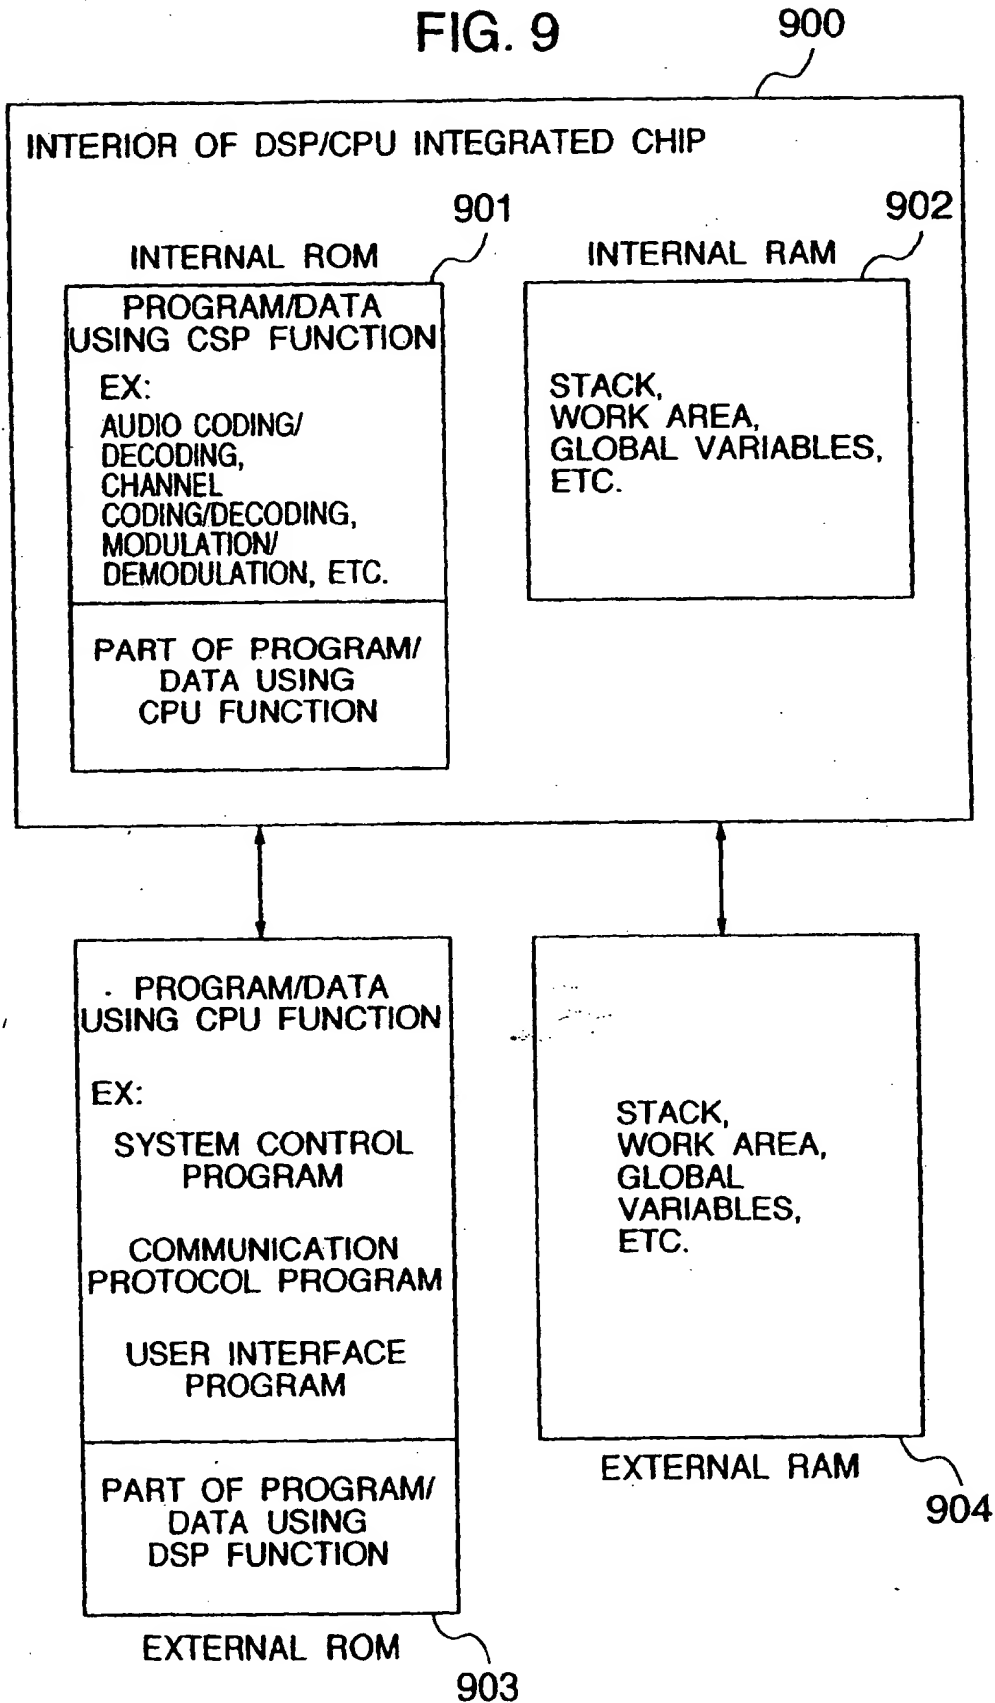 FIG. 9
900
INTERIOR OF DSP/CPU INTEGRATED CHIP
901
INTERNAL ROM
PROGRAM/DATA
USING CSP FUNCTION
EX:
AUDIO CODING/
DECODING,
CHANNEL
CODING/DECODING,
MODULATION/
DEMODULATION, ETC.
PART OF PROGRAM/
DATA USING
CPU FUNCTION
902
INTERNAL RAM
STACK,
WORK AREA,
GLOBAL VARIABLES,
ETC.
PROGRAM/DATA
USING CPU FUNCTION
EX:
SYSTEM CONTROL
PROGRAM
COMMUNICATION
PROTOCOL PROGRAM
USER INTERFACE
PROGRAM
PART OF PROGRAM/
DATA USING
DSP FUNCTION
EXTERNAL ROM
903
STACK,
WORK AREA,
GLOBAL
VARIABLES,
ETC.
EXTERNAL RAM
904